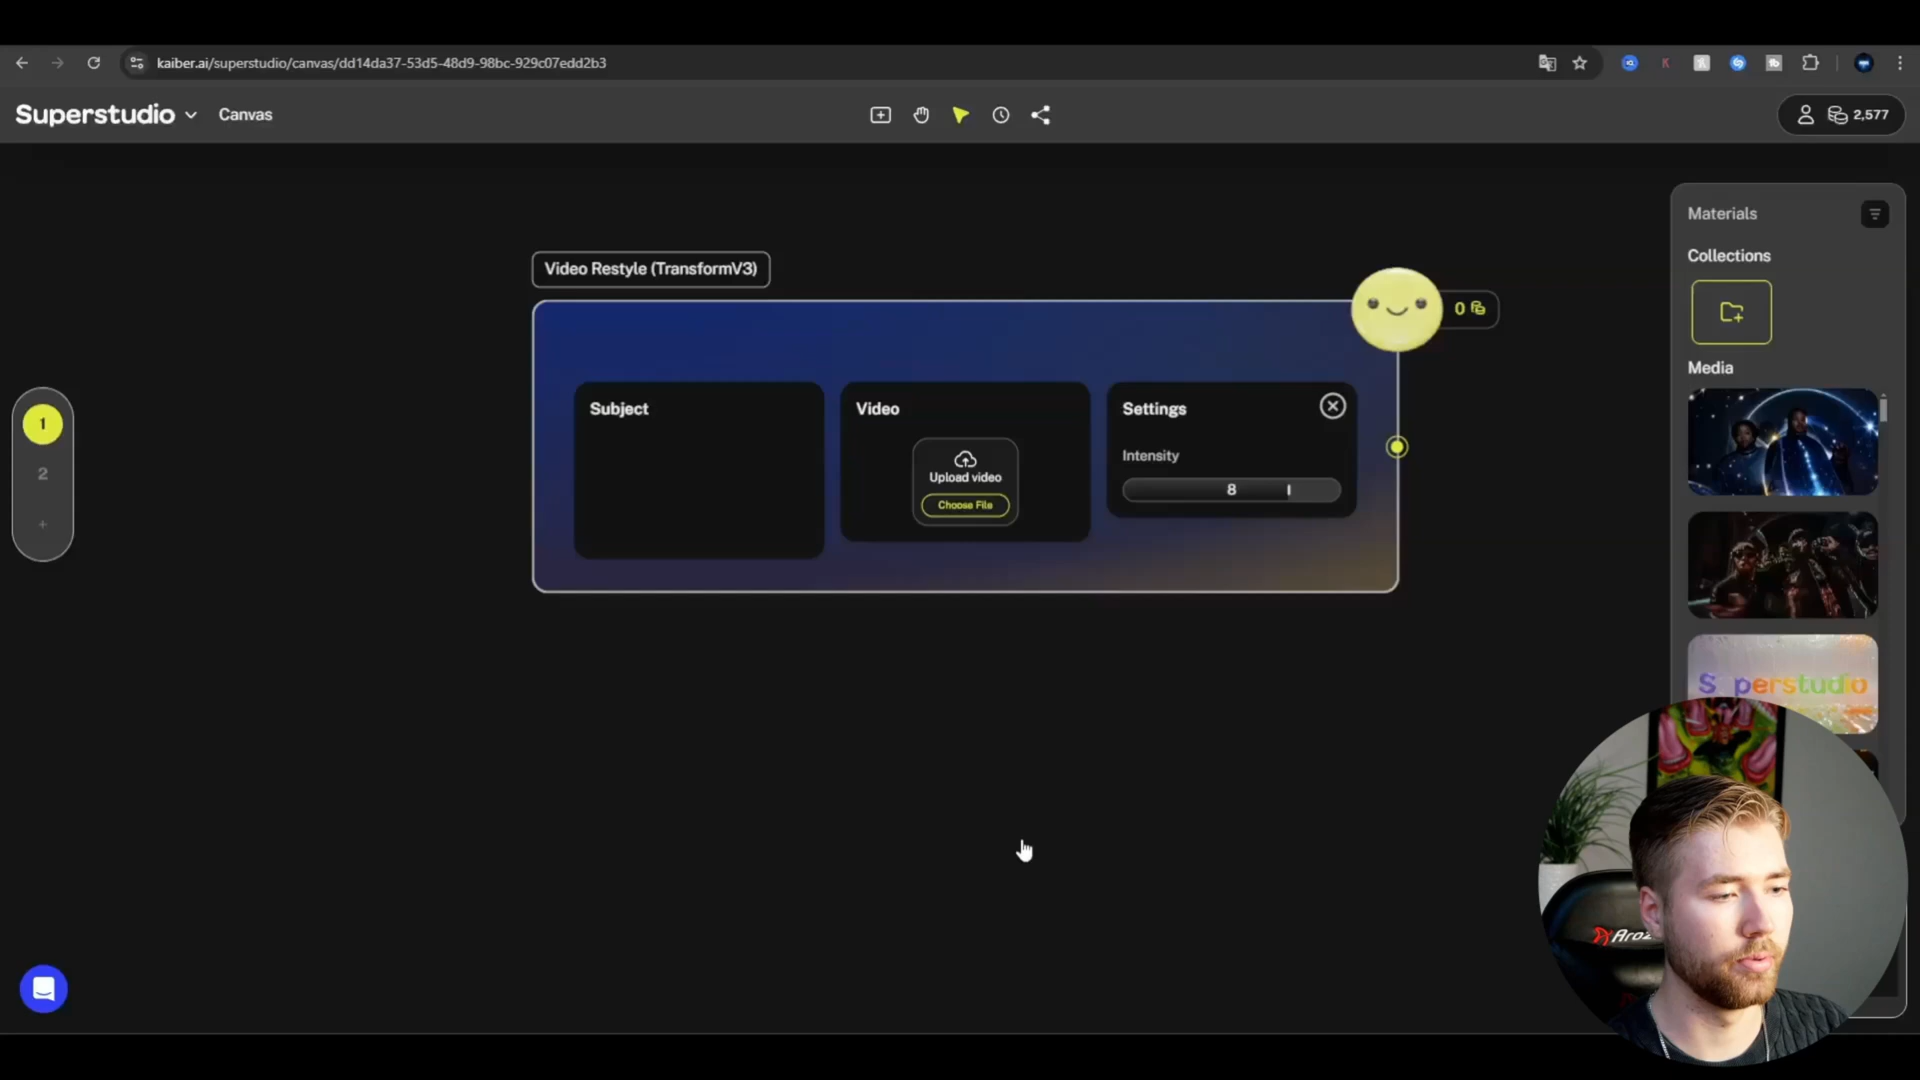 kaiber.ai/superstudio/canvas/dd14da37-53d5-48d9-98bc-929c07edd2b3
Superstudio
Canvas
2,577
Video Restyle (TransformV3)
0
Subject
Video
Upload video
Choose File
Settings
Intensity
8
1
2
+
Materials
Collections
Media
Superstudio